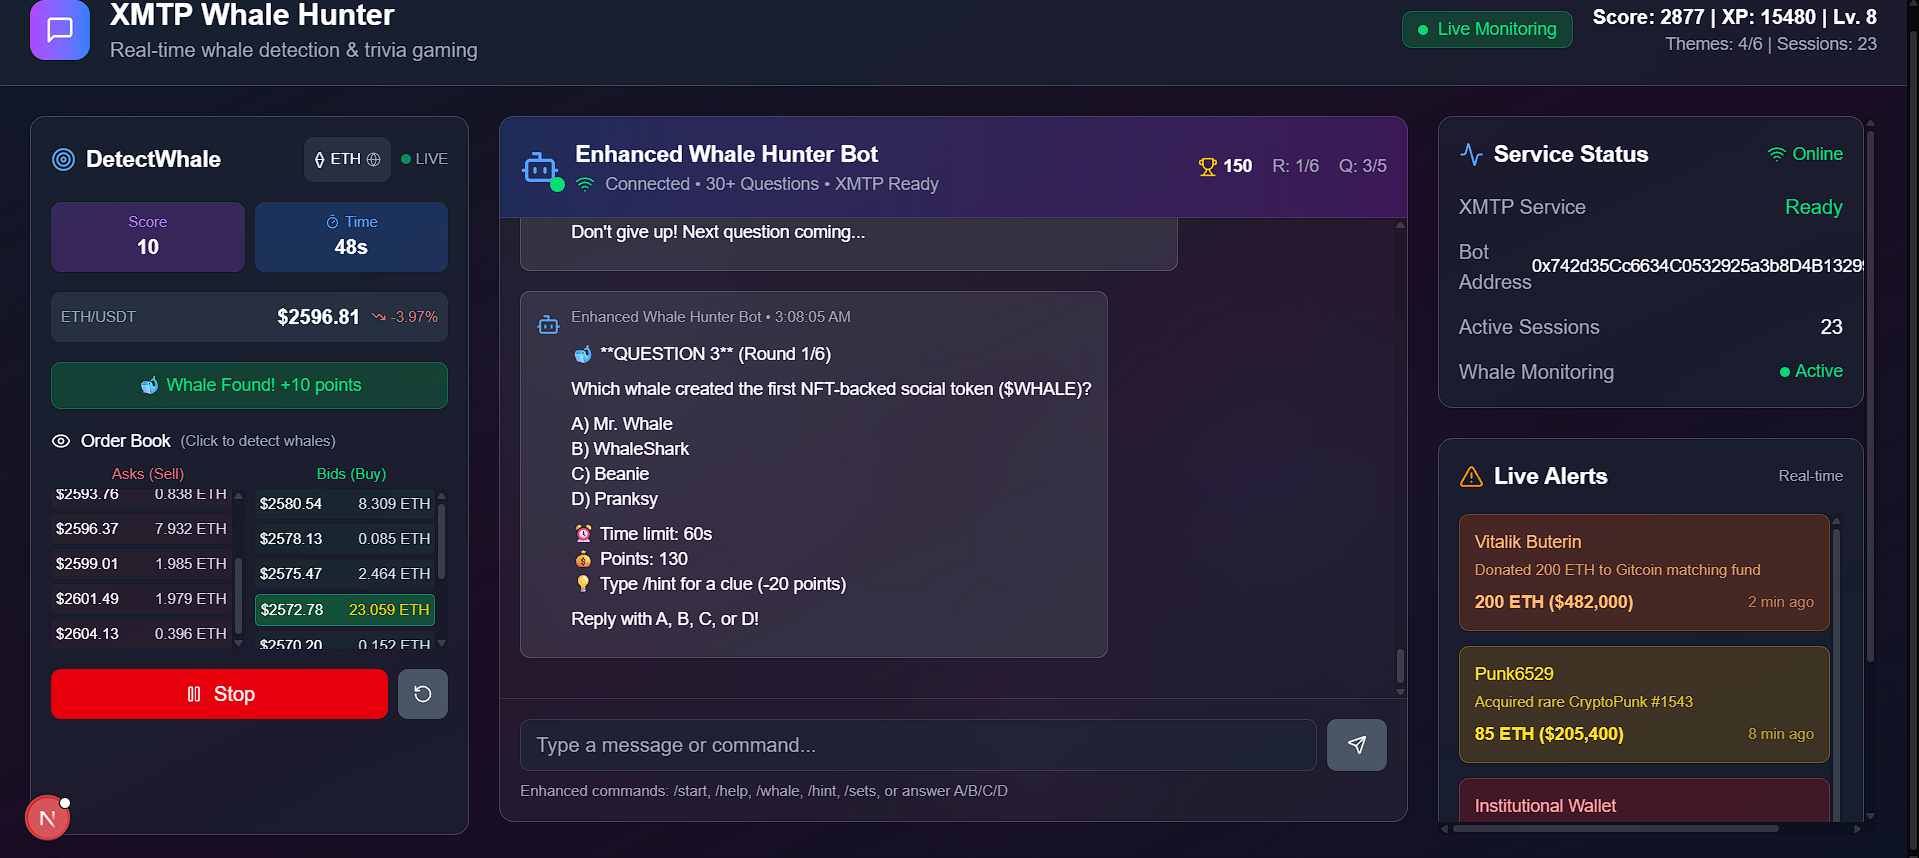 XMTP Whale Hunter
Real-time whale detection & trivia gaming
Live Monitoring
Score: 2877 | XP: 15480 | Lv. 8
Themes: 4/6 | Sessions: 23
DetectWhale
ETH
LIVE
Score
10
Time
48s
ETH/USDT
$2596.81
-3.97%
Whale Found! +10 points
Order Book (Click to detect whales)
Asks (Sell)
$2593.76 0.838 ETH
$2596.37 7.932 ETH
$2599.01 1.985 ETH
$2601.49 1.979 ETH
$2604.13 0.396 ETH
Bids (Buy)
$2580.54 8.309 ETH
$2578.13 0.085 ETH
$2575.47 2.464 ETH
$2572.78 23.059 ETH
$2570.20 0.152 ETH
Stop
N
Enhanced Whale Hunter Bot
Connected • 30+ Questions • XMTP Ready
150 R: 1/6 Q: 3/5
Don't give up! Next question coming...
Enhanced Whale Hunter Bot • 3:08:05 AM
**QUESTION 3** (Round 1/6)
Which whale created the first NFT-backed social token ($WHALE)?
A) Mr. Whale
B) WhaleShark
C) Beanie
D) Pranksy
Time limit: 60s
Points: 130
Type /hint for a clue (-20 points)
Reply with A, B, C, or D!
Type a message or command...
Enhanced commands: /start, /help, /whale, /hint, /sets, or answer A/B/C/D
Service Status
Online
XMTP Service Ready
Bot Address
0x742d35Cc6634C0532925a3b8D4B1329
Active Sessions 23
Whale Monitoring Active
Live Alerts
Real-time
Vitalik Buterin
Donated 200 ETH to Gitcoin matching fund
200 ETH ($482,000) 2 min ago
Punk6529
Acquired rare CryptoPunk #1543
85 ETH ($205,400) 8 min ago
Institutional Wallet